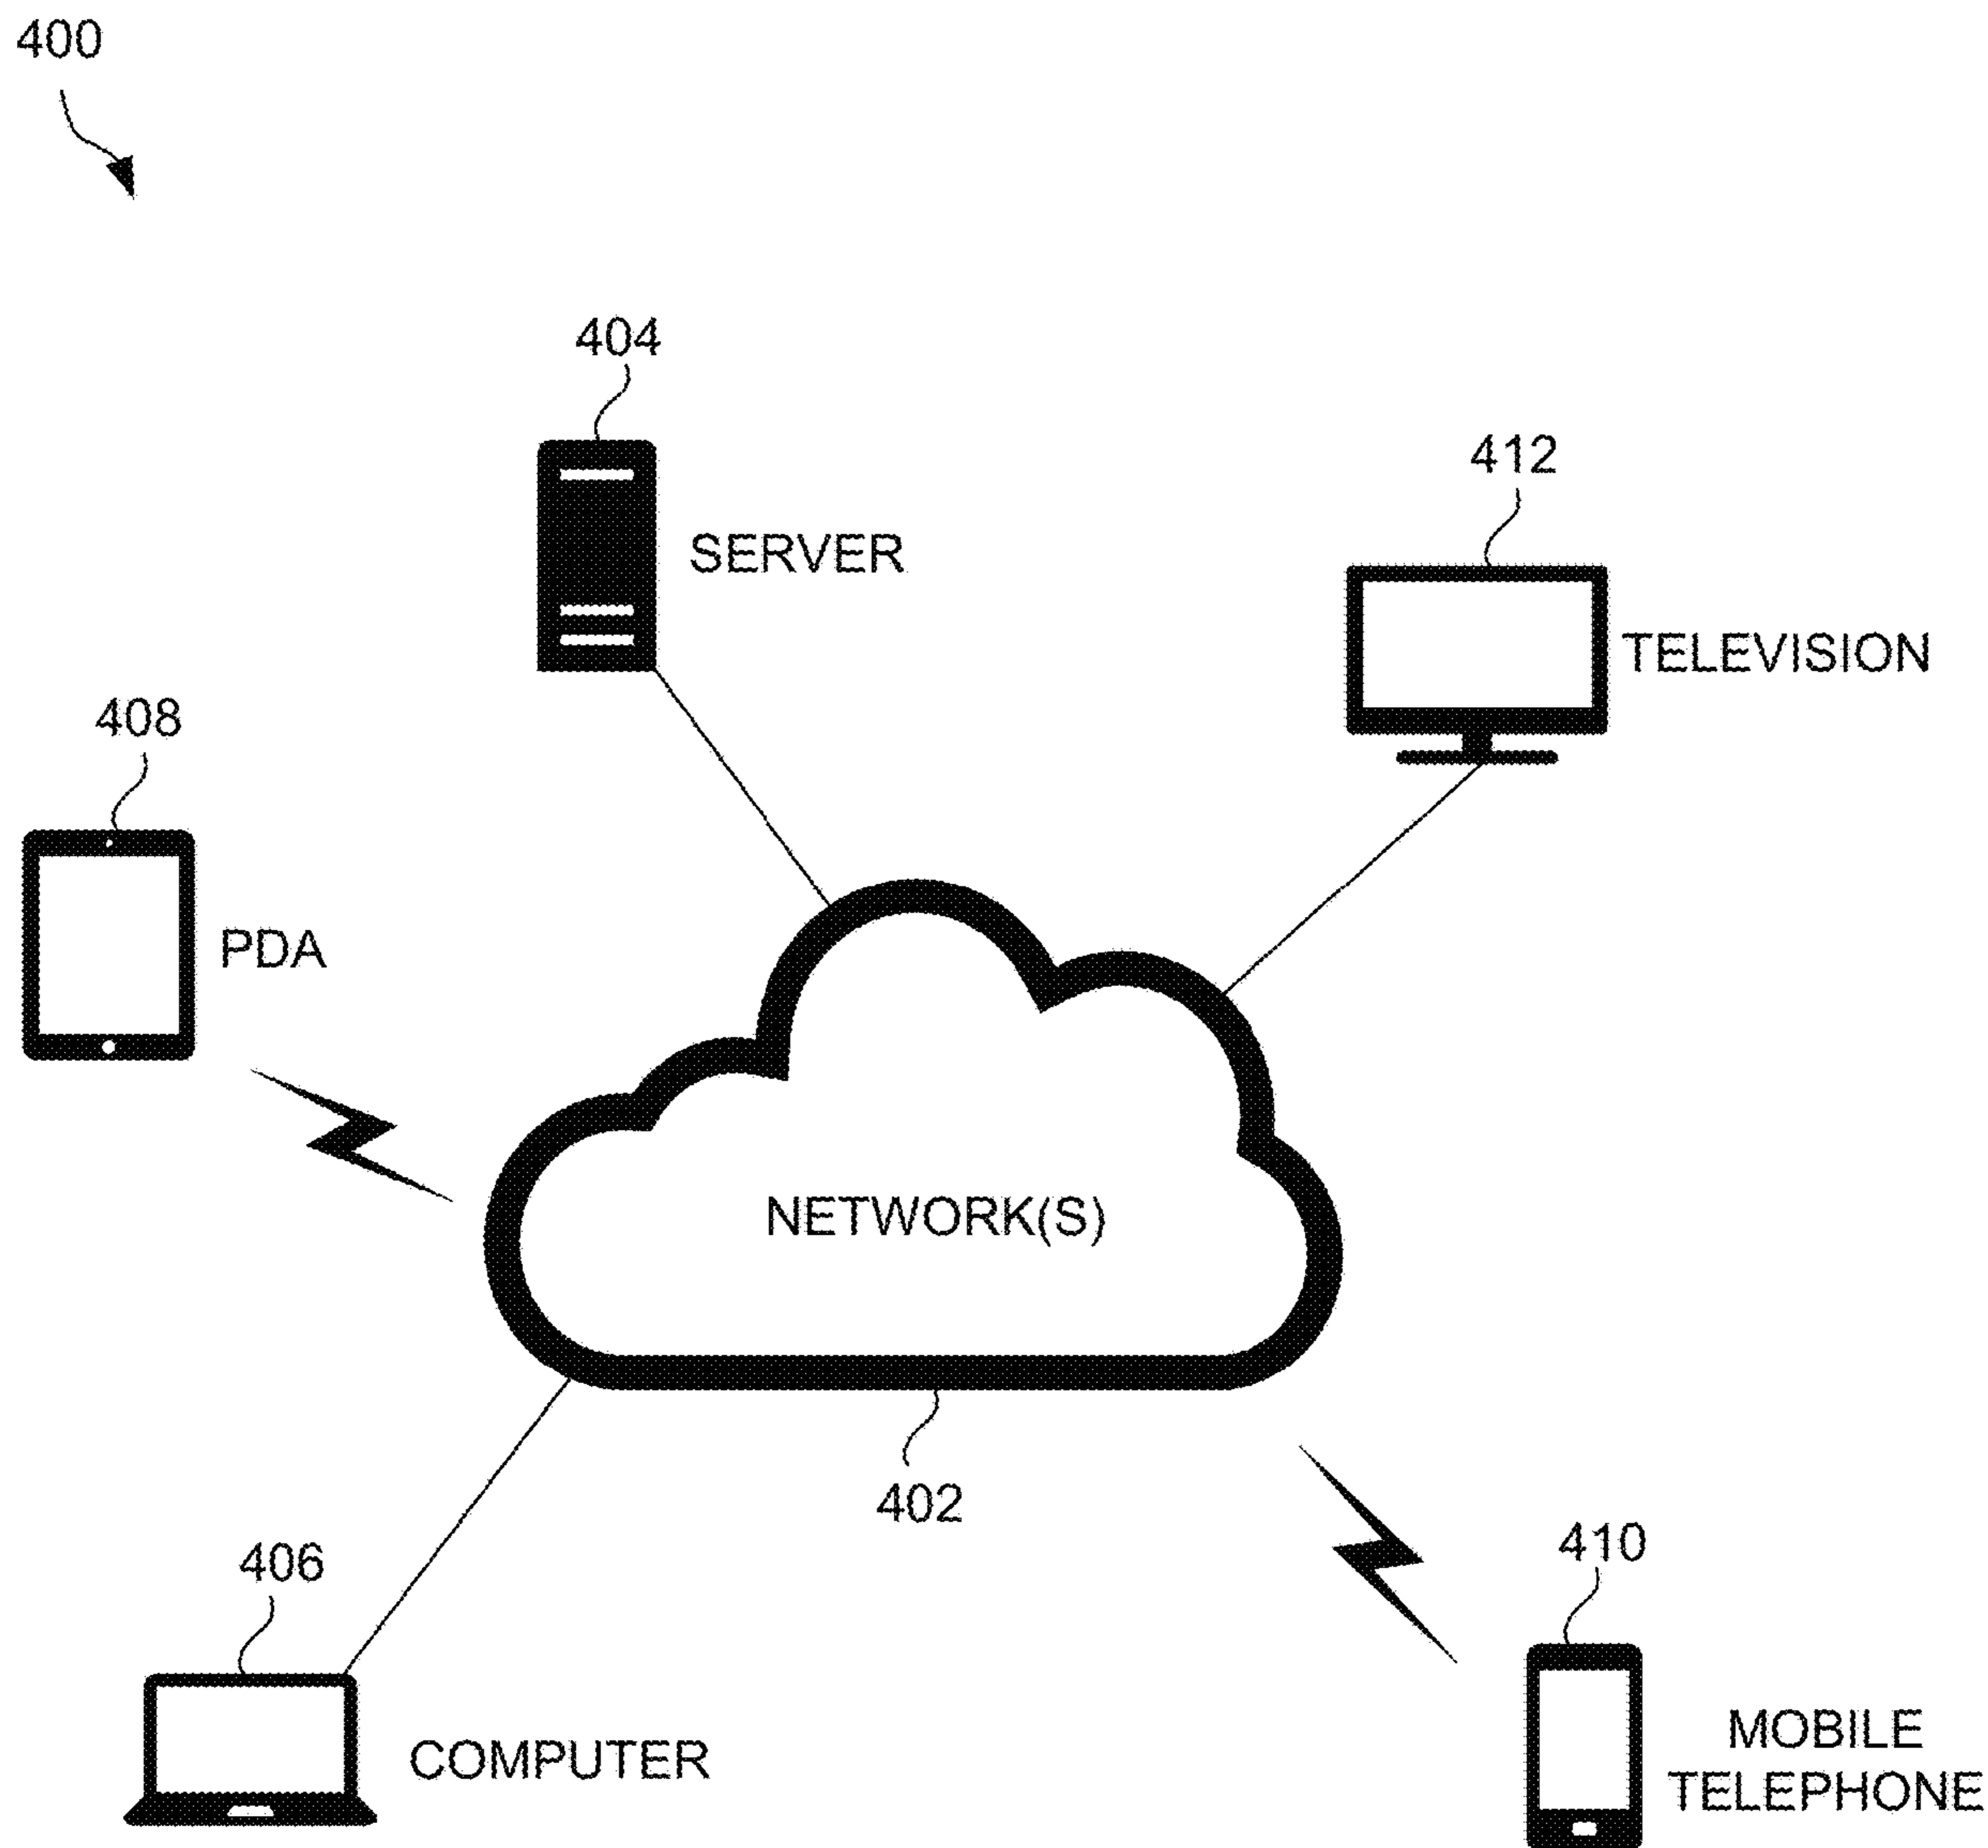 400
404
SERVER
412
TELEVISION
408
PDA
NETWORK(S)
402
406
COMPUTER
410
MOBILE
TELEPHONE